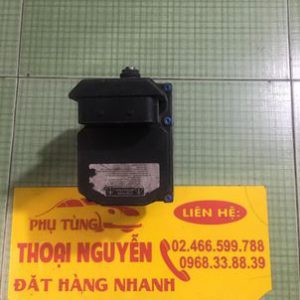 PHỤ TÙNG
THOẠI NGUYỄN
ĐẶT HÀNG NHANH
LIÊN HỆ:
02.466.599.788
0968.33.88.39